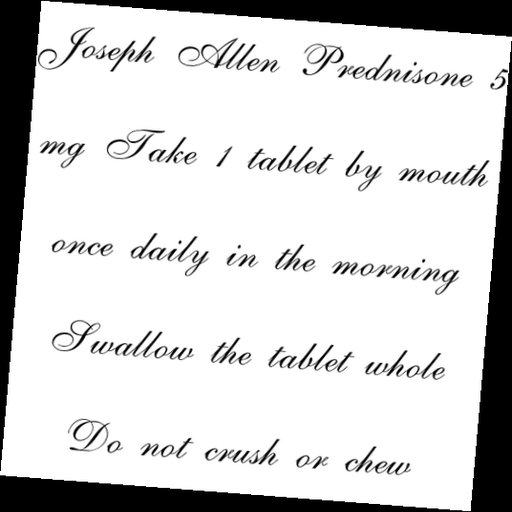 Joseph Allen Prednisone 5
mg Take 1 tablet by mouth
once daily in the morning
Swallow the tablet whole
Do not crush or chew